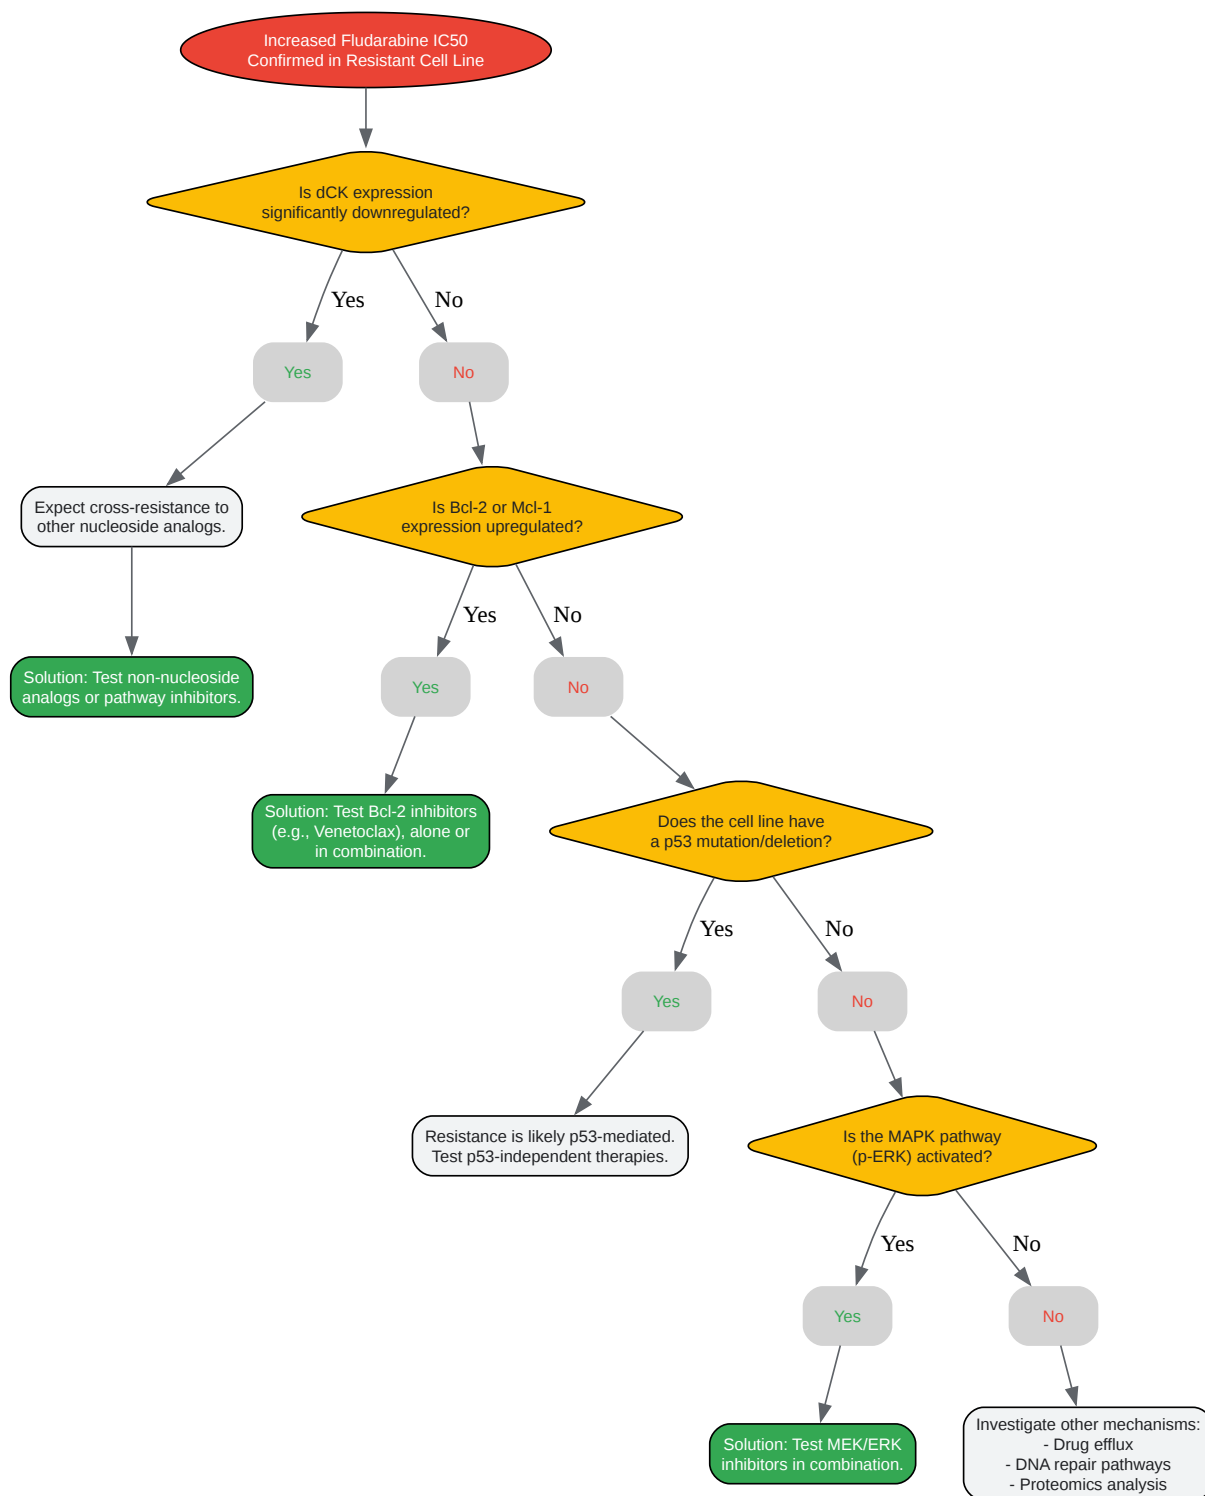 Increased Fludarabine IC50
Confirmed in Resistant Cell Line
Is dCK expression
significantly downregulated?
Yes
No
Yes
No
Expect cross-resistance to
other nucleoside analogs.
Is Bcl-2 or Mcl-1
expression upregulated?
Yes
No
Solution: Test non-nucleoside
analogs or pathway inhibitors.
Yes
No
Solution: Test Bcl-2 inhibitors
(e.g., Venetoclax), alone or
in combination.
Does the cell line have
a p53 mutation/deletion?
Yes
No
Yes
No
Resistance is likely p53-mediated.
Test p53-independent therapies.
Is the MAPK pathway
(p-ERK) activated?
Yes
No
Yes
No
Solution: Test MEK/ERK
inhibitors in combination.
Investigate other mechanisms:
- Drug efflux
- DNA repair pathways
- Proteomics analysis